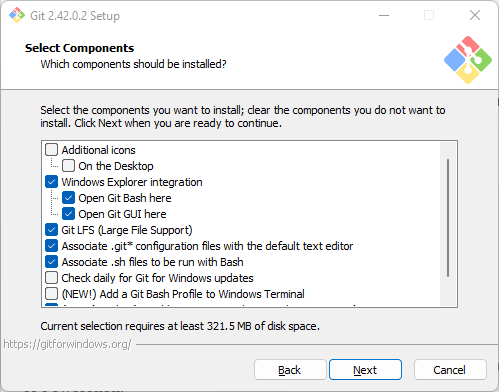 Git 2.42.0.2 Setup
Select Components
Which components should be installed?
Select the components you want to install; clear the components you do not want to
install. Click Next when you are ready to continue.
Additional icons
On the Desktop
Windows Explorer integration
Open Git Bash here
Open Git GUI here
Git LFS (Large File Support)
Associate .git* configuration files with the default text editor
Associate .sh files to be run with Bash
Check daily for Git for Windows updates
(NEW!) Add a Git Bash Profile to Windows Terminal
Current selection requires at least 321.5 MB of disk space.
https://gitforwindows.org/
Back
Next
Cancel